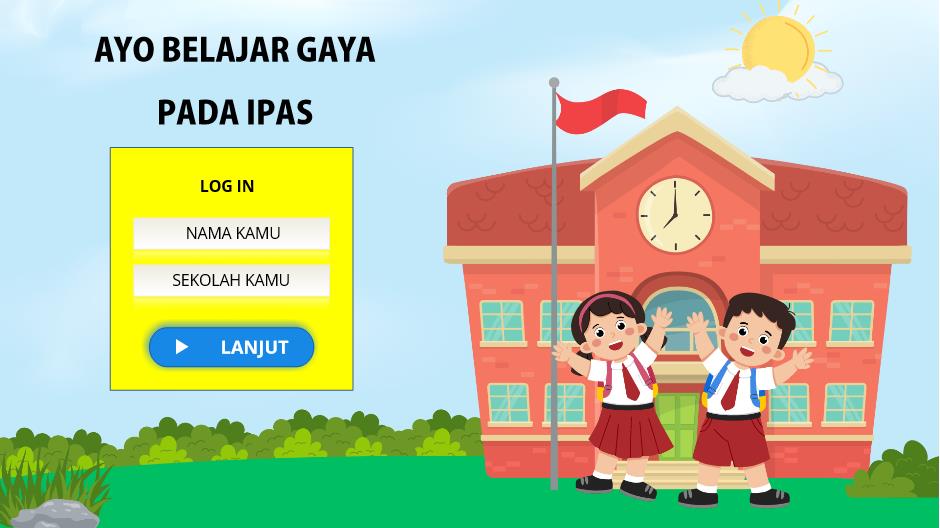 AYO BELAJAR GAYA
PADA IPAS
LOG IN
NAMA KAMU
SEKOLAH KAMU
LANJUT